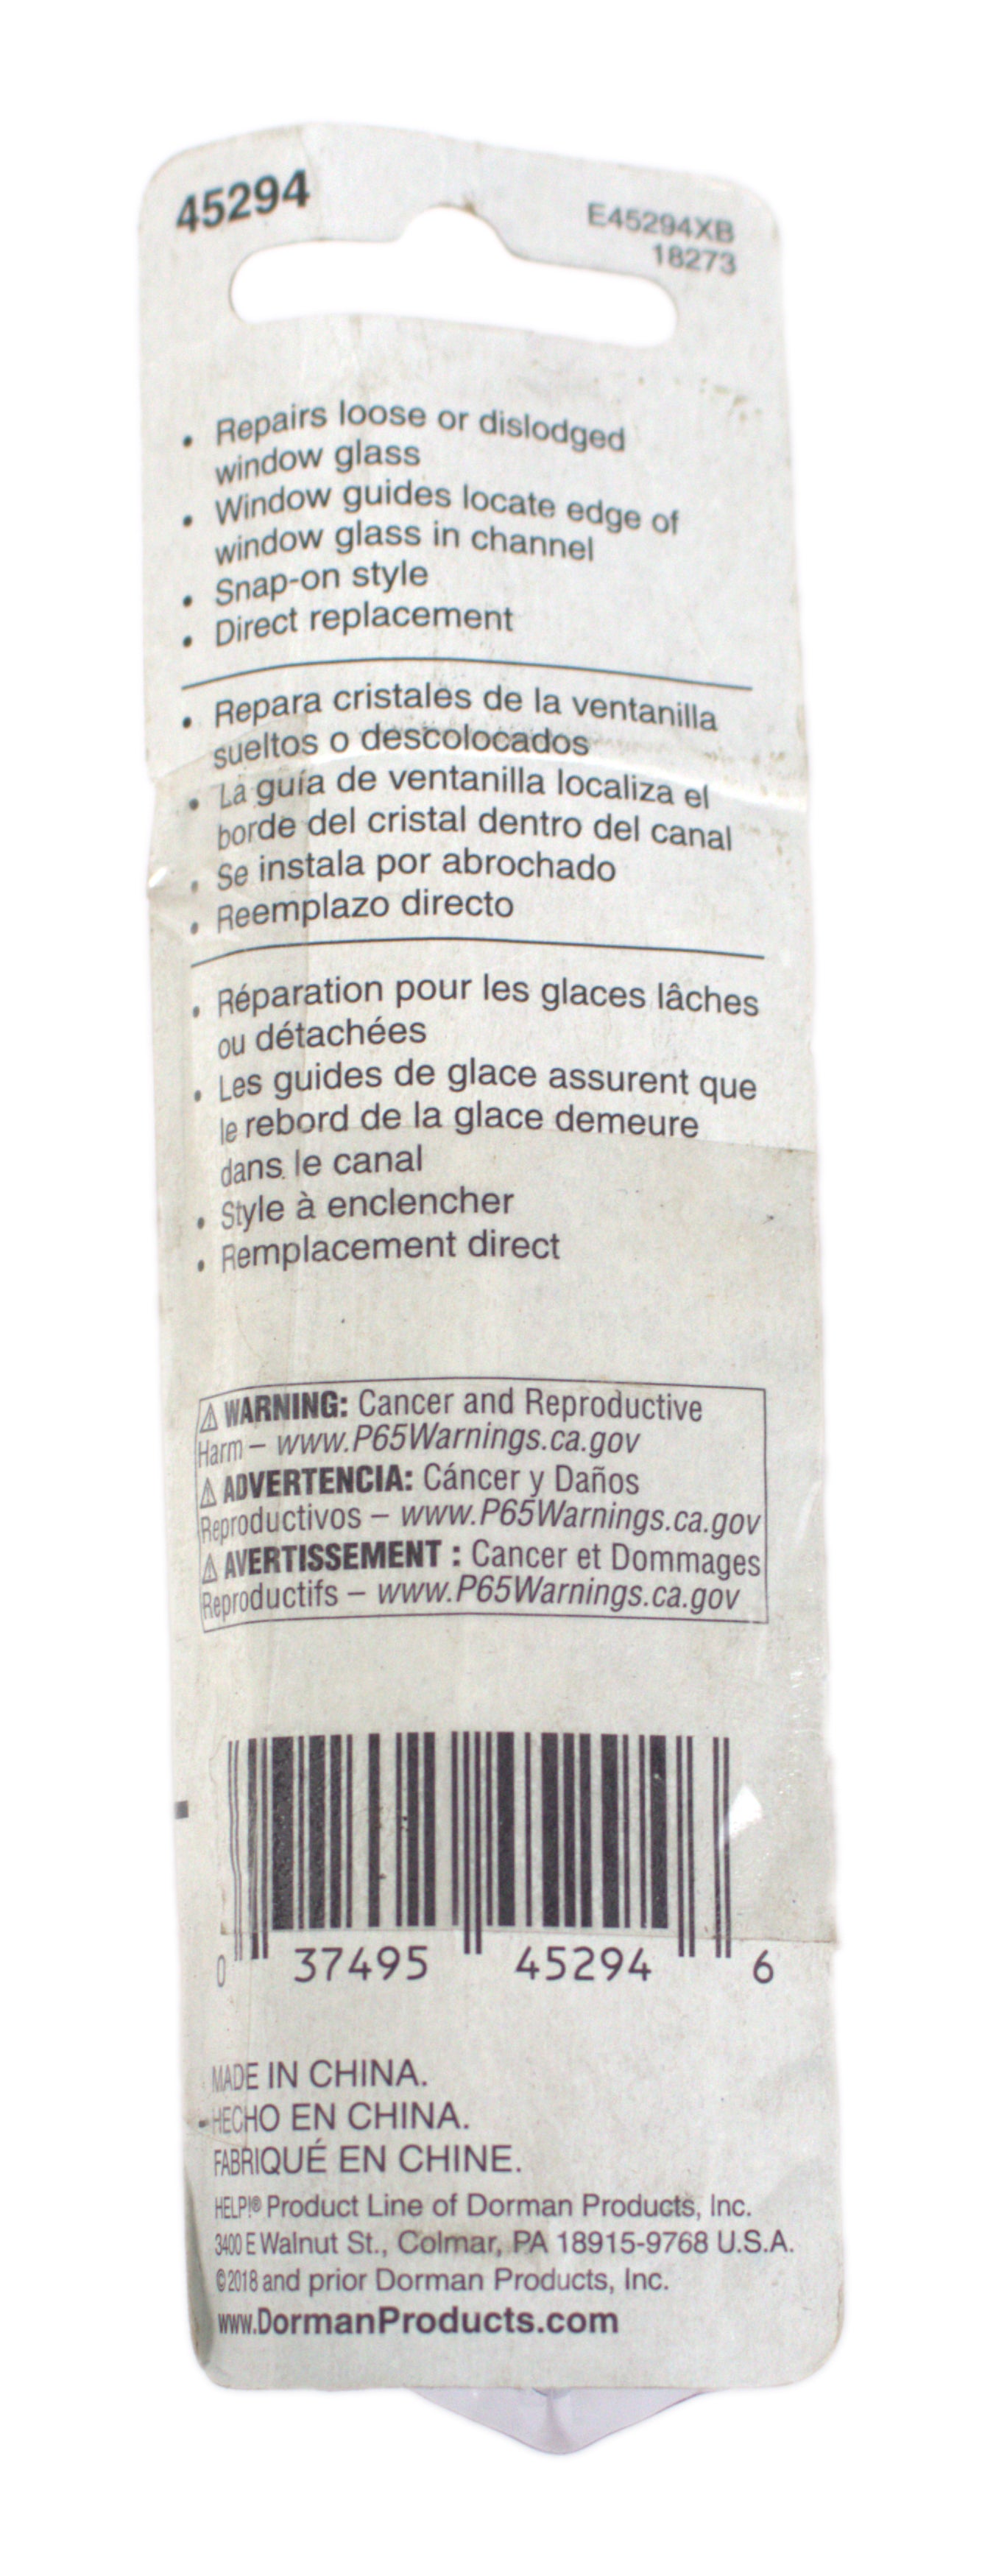 45294
E45294XB
18273
• Repairs loose or dislodged
window glass
• Window guides locate edge of
window glass in channel
• Snap-on style
• Direct replacement
• Repara cristales de la ventanilla
sueltos o descolocados
• La guía de ventanilla localiza el
borde del cristal dentro del canal
• Se instala por abrochado
• Reemplazo directo
• Réparation pour les glaces lâches
ou détachées
• Les guides de glace assurent que
le rebord de la glace demeure
dans le canal
• Style à enclencher
• Remplacement direct
⚠ WARNING: Cancer and Reproductive
Harm – www.P65Warnings.ca.gov
⚠ ADVERTENCIA: Cáncer y Daños
Reproductivos – www.P65Warnings.ca.gov
⚠ AVERTISSEMENT : Cancer et Dommages
Reproductifs – www.P65Warnings.ca.gov
0 37495 45294 6
MADE IN CHINA.
HECHO EN CHINA.
FABRIQUÉ EN CHINE.
HELP!® Product Line of Dorman Products, Inc.
3400 E Walnut St., Colmar, PA 18915-9768 U.S.A.
©2018 and prior Dorman Products, Inc.
www.DormanProducts.com